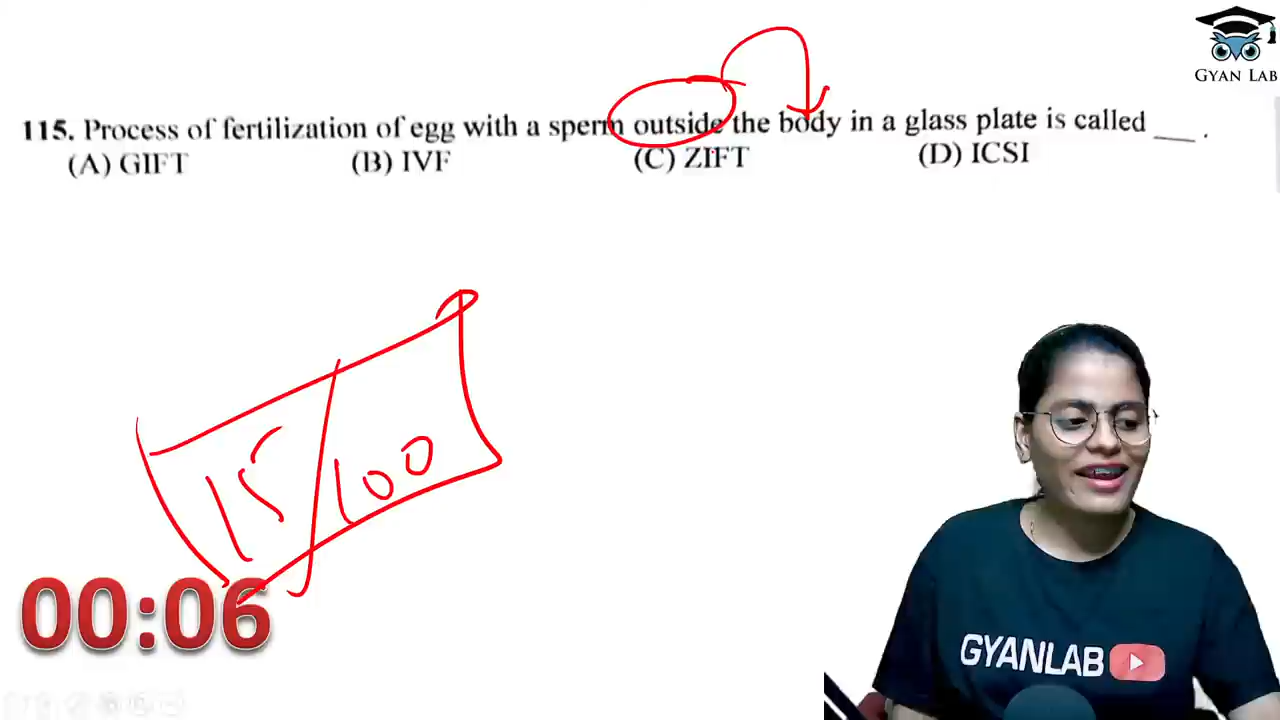 GYAN LAB
115. Process of fertilization of egg with a sperm outside the body in a glass plate is called ___ .
(A) GIFT (B) IVF (C) ZIFT (D) ICSI
15/100
00:06
GYANLAB